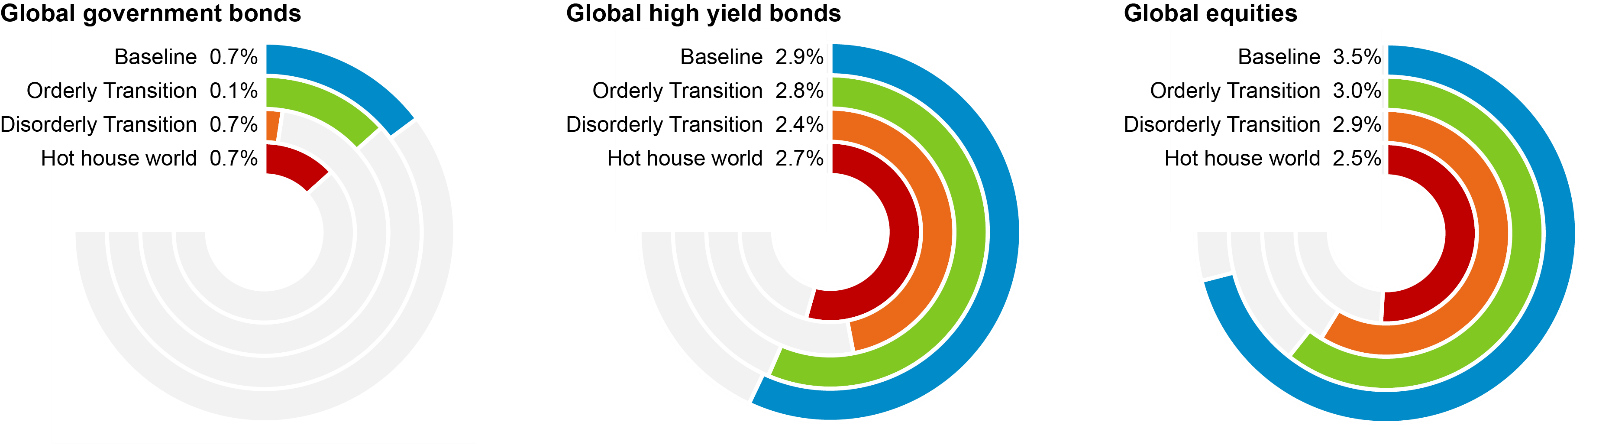 Global government bonds
Baseline 0.7%
Orderly Transition 0.1%
Disorderly Transition 0.7%
Hot house world 0.7%
Global high yield bonds
Baseline 2.9%
Orderly Transition 2.8%
Disorderly Transition 2.4%
Hot house world 2.7%
Global equities
Baseline 3.5%
Orderly Transition 3.0%
Disorderly Transition 2.9%
Hot house world 2.5%